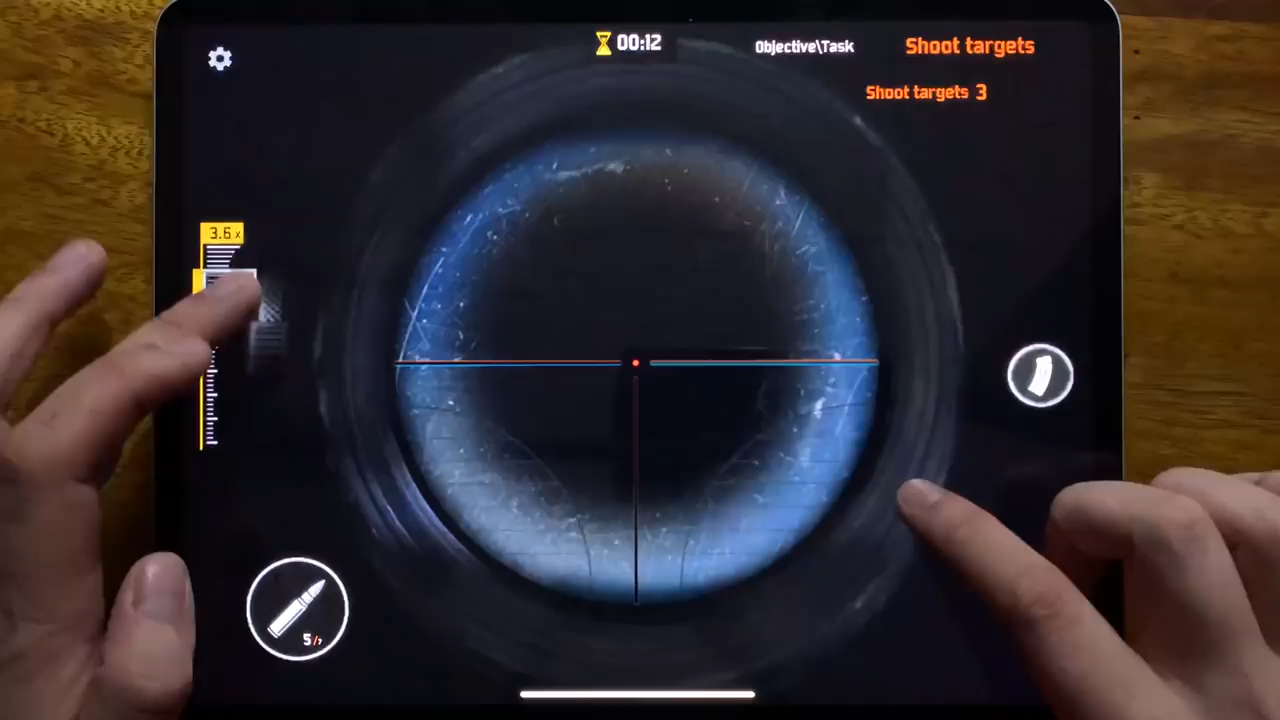 00:12
Objective\Task
Shoot targets
Shoot targets 3
3.6 x
5/7